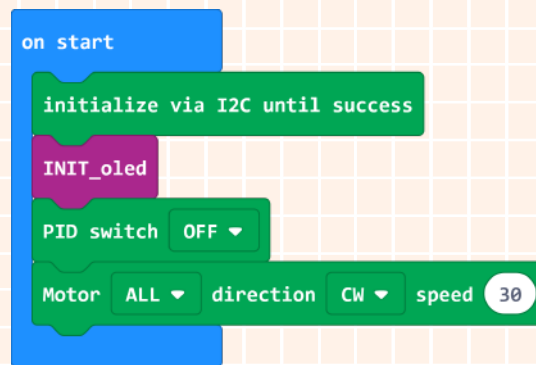 on start
initialize via I2C until success
INIT_oled
PID switch OFF
Motor ALL direction CW speed 30